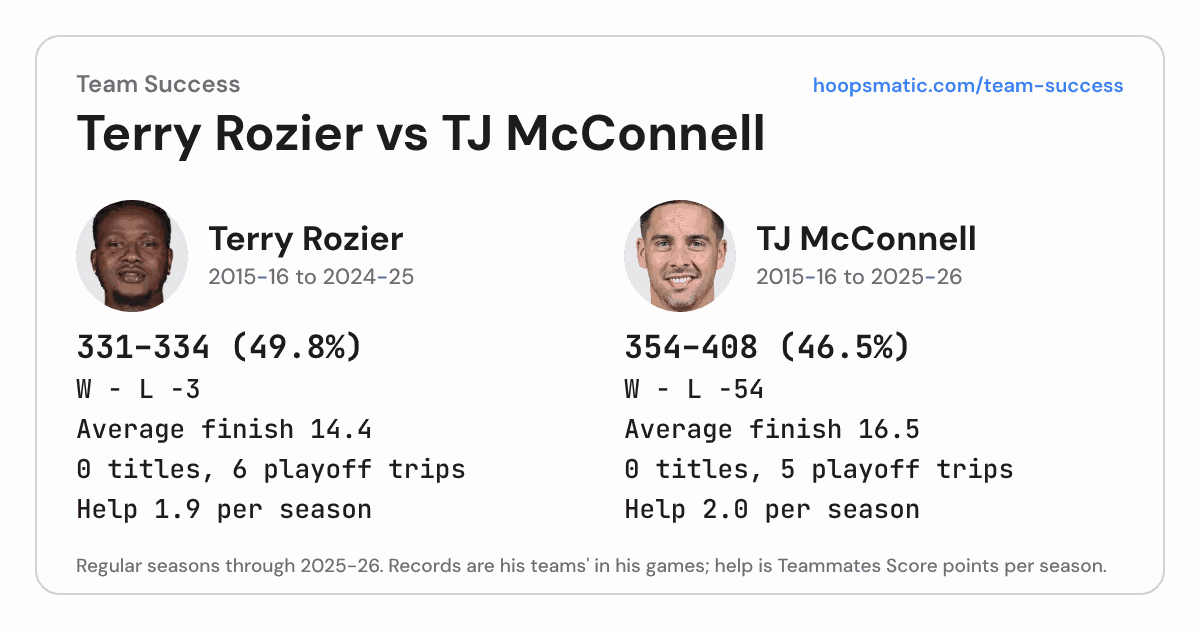 Team Success
hoopsmatic.com/team-success
Terry Rozier vs TJ McConnell
Terry Rozier
2015-16 to 2024-25
331–334 (49.8%)
W - L -3
Average finish 14.4
0 titles, 6 playoff trips
Help 1.9 per season
TJ McConnell
2015-16 to 2025-26
354–408 (46.5%)
W - L -54
Average finish 16.5
0 titles, 5 playoff trips
Help 2.0 per season
Regular seasons through 2025-26. Records are his teams' in his games; help is Teammates Score points per season.